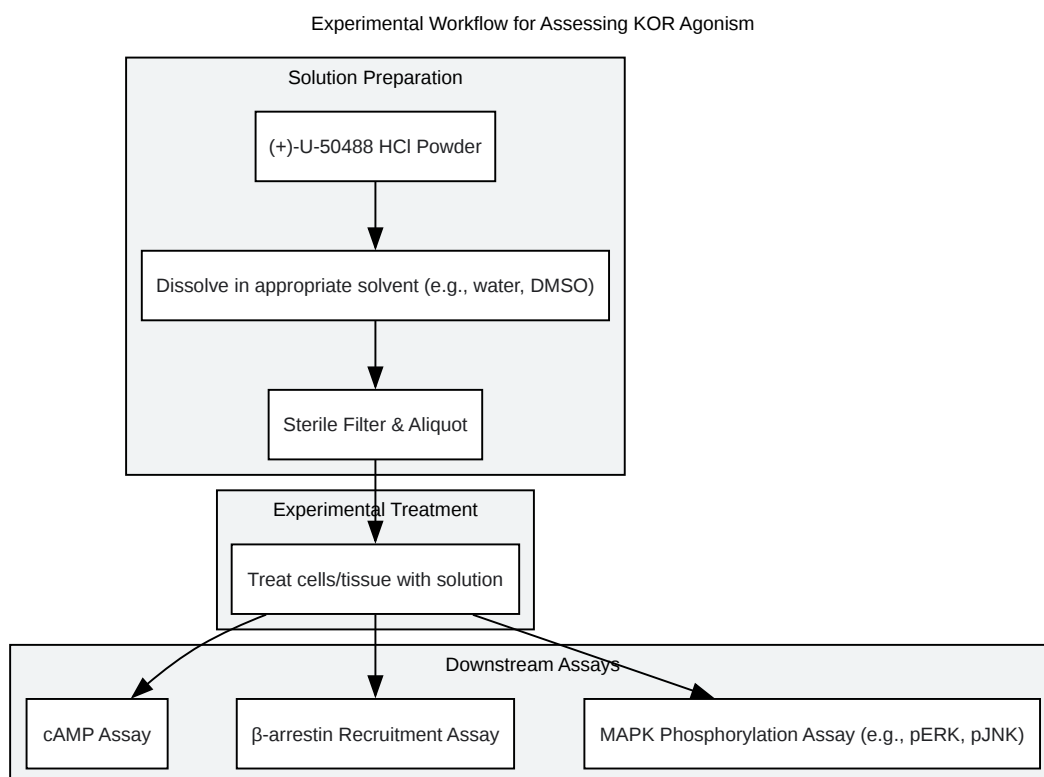 Experimental Workflow for Assessing KOR Agonism
Solution Preparation
(+)-U-50488 HCl Powder
Dissolve in appropriate solvent (e.g., water, DMSO)
Sterile Filter & Aliquot
Experimental Treatment
Treat cells/tissue with solution
Downstream Assays
cAMP Assay
β-arrestin Recruitment Assay
MAPK Phosphorylation Assay (e.g., pERK, pJNK)